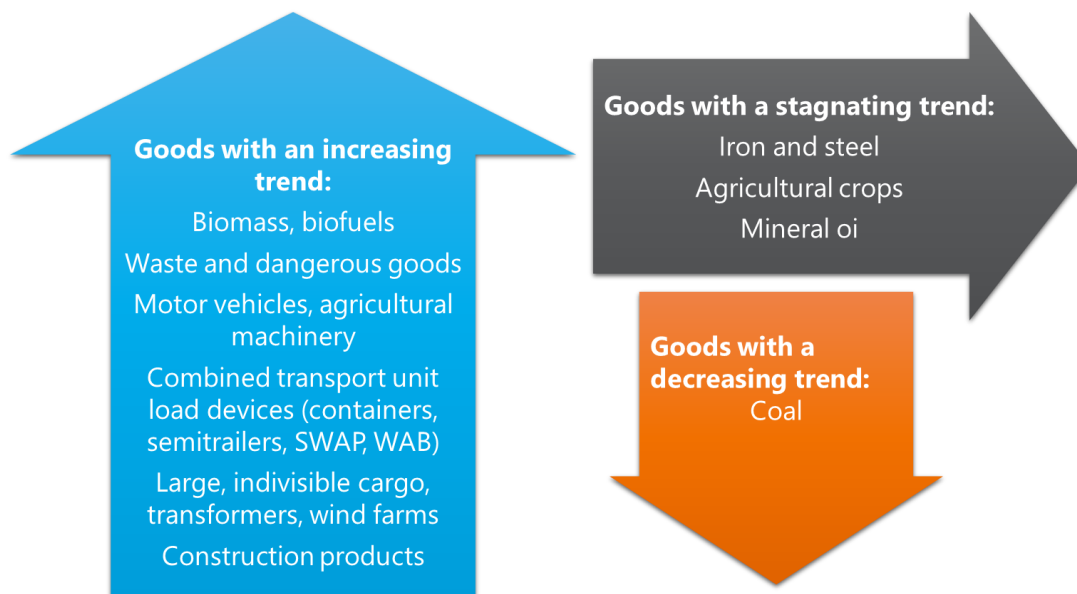 Goods with an increasing
trend:
Biomass, biofuels
Waste and dangerous goods
Motor vehicles, agricultural
machinery
Combined transport unit
load devices (containers,
semitrailers, SWAP, WAB)
Large, indivisible cargo,
transformers, wind farms
Construction products
Goods with a stagnating trend:
Iron and steel
Agricultural crops
Mineral oi
Goods with a
decreasing trend:
Coal